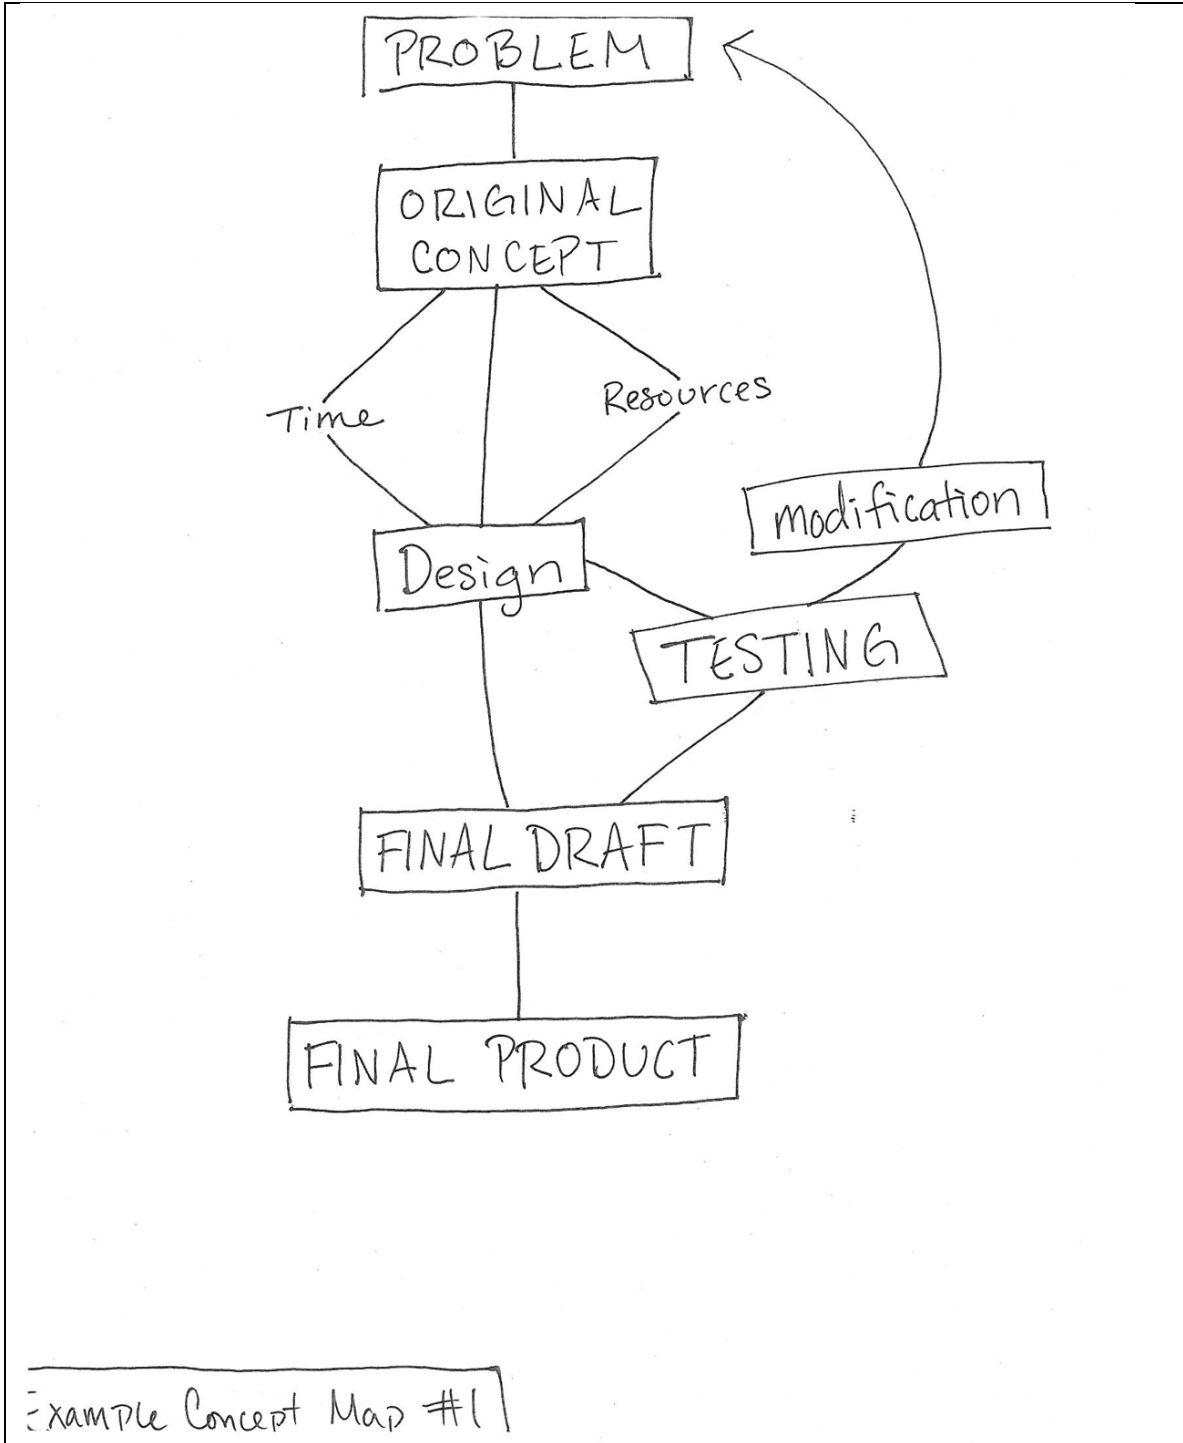 PROBLEM
ORIGINAL
CONCEPT
Time
Resources
modification
Design
TESTING
FINAL DRAFT
FINAL PRODUCT
Example Concept Map #1